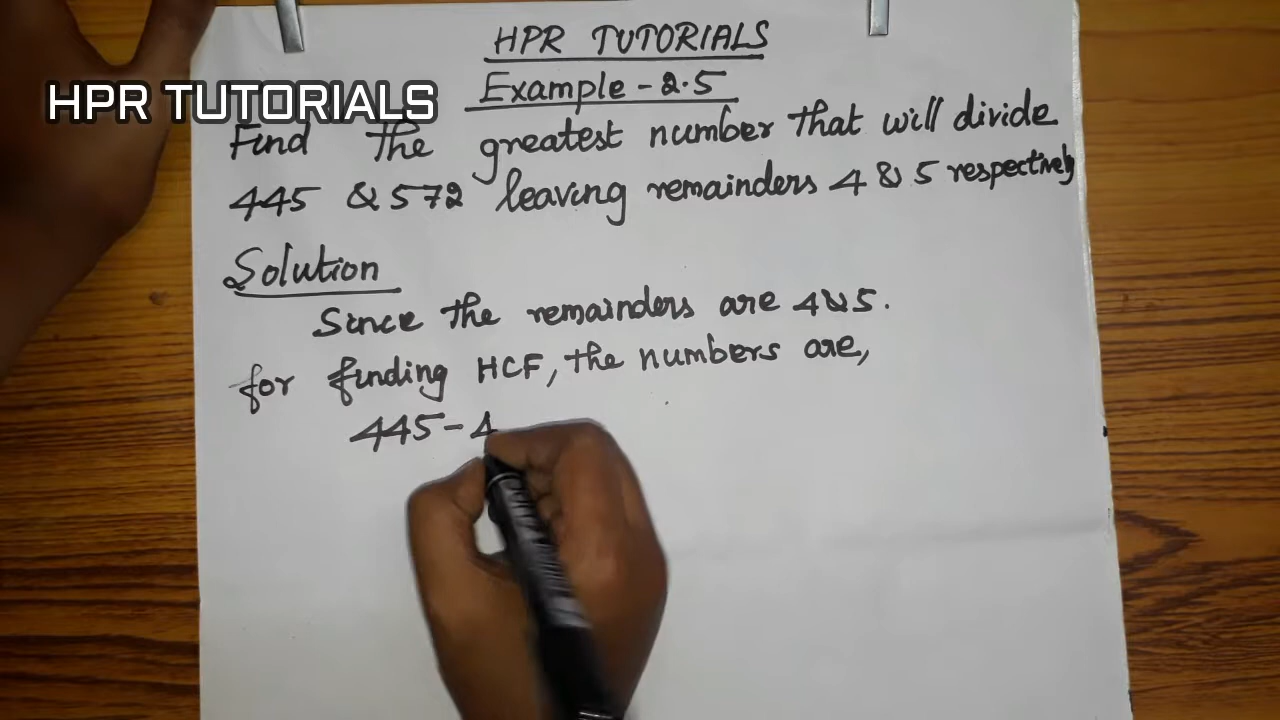 HPR TUTORIALS
HPR TUTORIALS
Example - 2.5
Find the greatest number that will divide
445 & 572 leaving remainders 4 & 5 respectively
Solution
Since the remainders are 4 & 5.
for finding HCF, the numbers are,
445 - 4